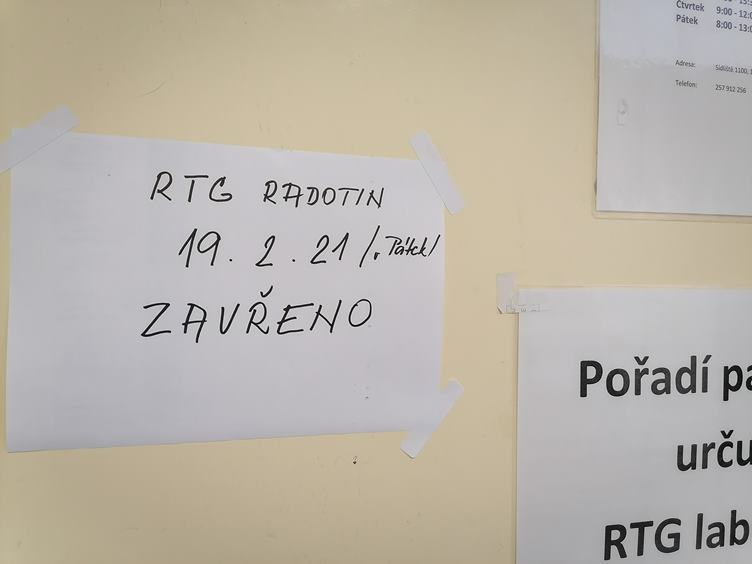 RTG RADOTIN
19. 2. 21 /. Pátek/
ZAVŘENO
Čtvrtek 9:00 - 12:0
Pátek 8:00 - 13:0
Adresa: Sídliště 1100, 1
Telefon: 257 912 256
Pořadí pa
urču
RTG lab